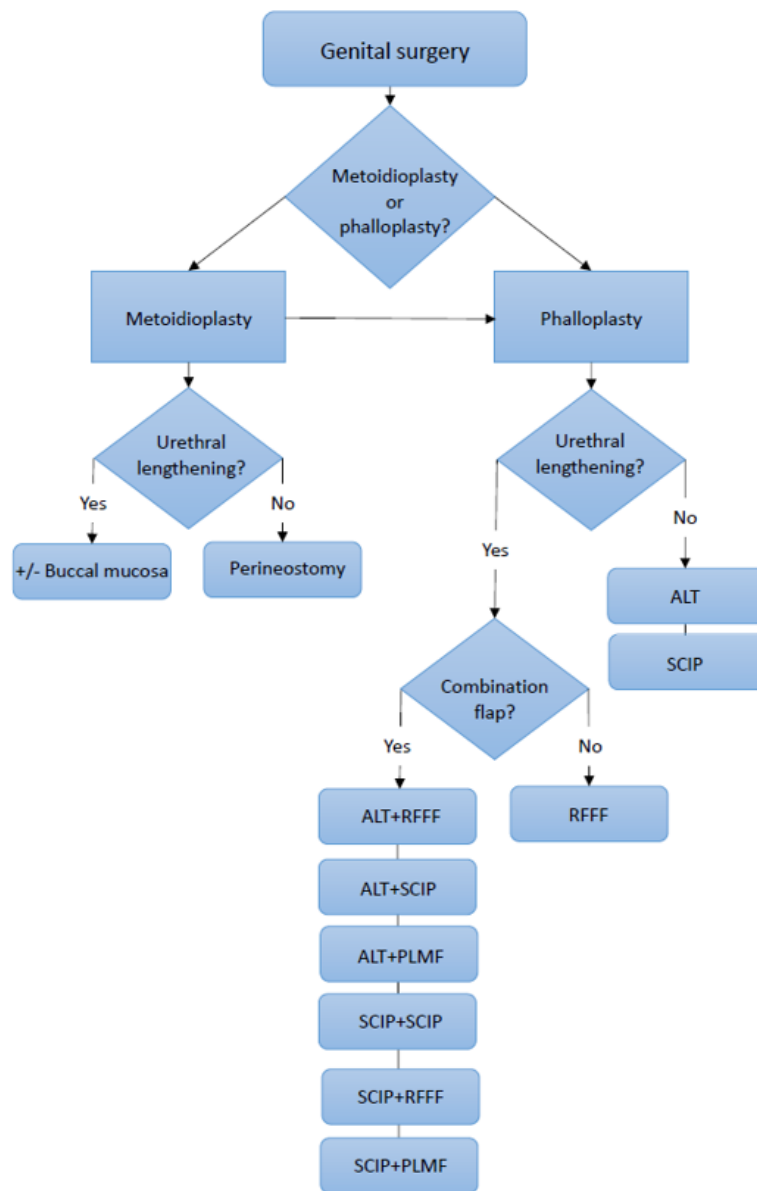 Genital surgery
Metoidioplasty
or
phalloplasty?
Metoidioplasty
Phalloplasty
Urethral
lengthening?
Urethral
lengthening?
Yes
No
Yes
No
+/- Buccal mucosa
Perineostomy
ALT
SCIP
Combination
flap?
Yes
No
ALT+RFFF
RFFF
ALT+SCIP
ALT+PLMF
SCIP+SCIP
SCIP+RFFF
SCIP+PLMF